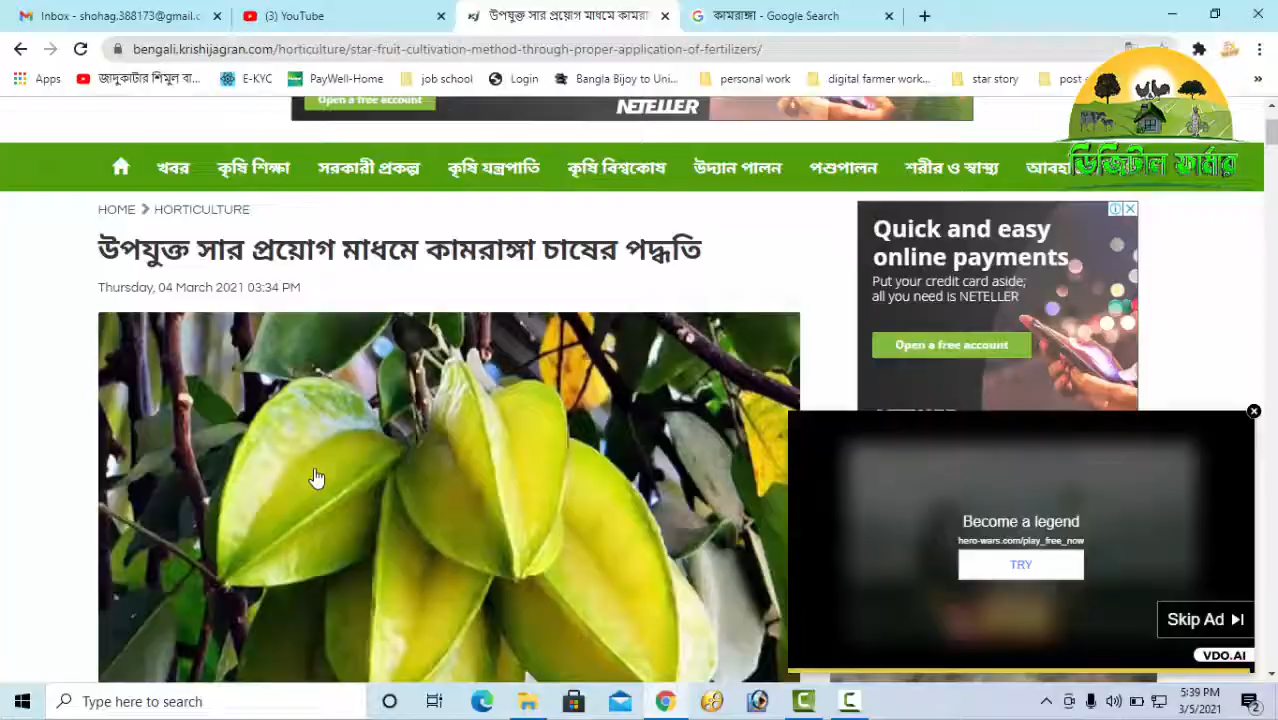 Inbox - shohag.388173@gmail.c
(3) YouTube
উপযুক্ত সার প্রয়োগ মাধমে কামরাঙ্গ
কামরাঙ্গা - Google Search
bengali.krishijagran.com/horticulture/star-fruit-cultivation-method-through-proper-application-of-fertilizers/
Apps
জাদুকাটার শিমুল বা...
E-KYC
PayWell-Home
job school
Login
Bangla Bijoy to Uni...
personal work
digital farmer work...
star story
post
Open a free account
NETELLER
খবর
কৃষি শিক্ষা
সরকারী প্রকল্প
কৃষি যন্ত্রপাতি
কৃষি বিশ্বকোষ
উদ্যান পালন
পশুপালন
শরীর ও স্বাস্থ্য
আবহা
ডিজিটাল ফার্মার
HOME
HORTICULTURE
উপযুক্ত সার প্রয়োগ মাধমে কামরাঙ্গা চাষের পদ্ধতি
Thursday, 04 March 2021 03:34 PM
Quick and easy
online payments
Put your credit card aside;
all you need is NETELLER
Open a free account
Become a legend
hero-wars.com/play_free_now
TRY
Skip Ad
VDO.AI
Type here to search
5:39 PM
3/5/2021
2